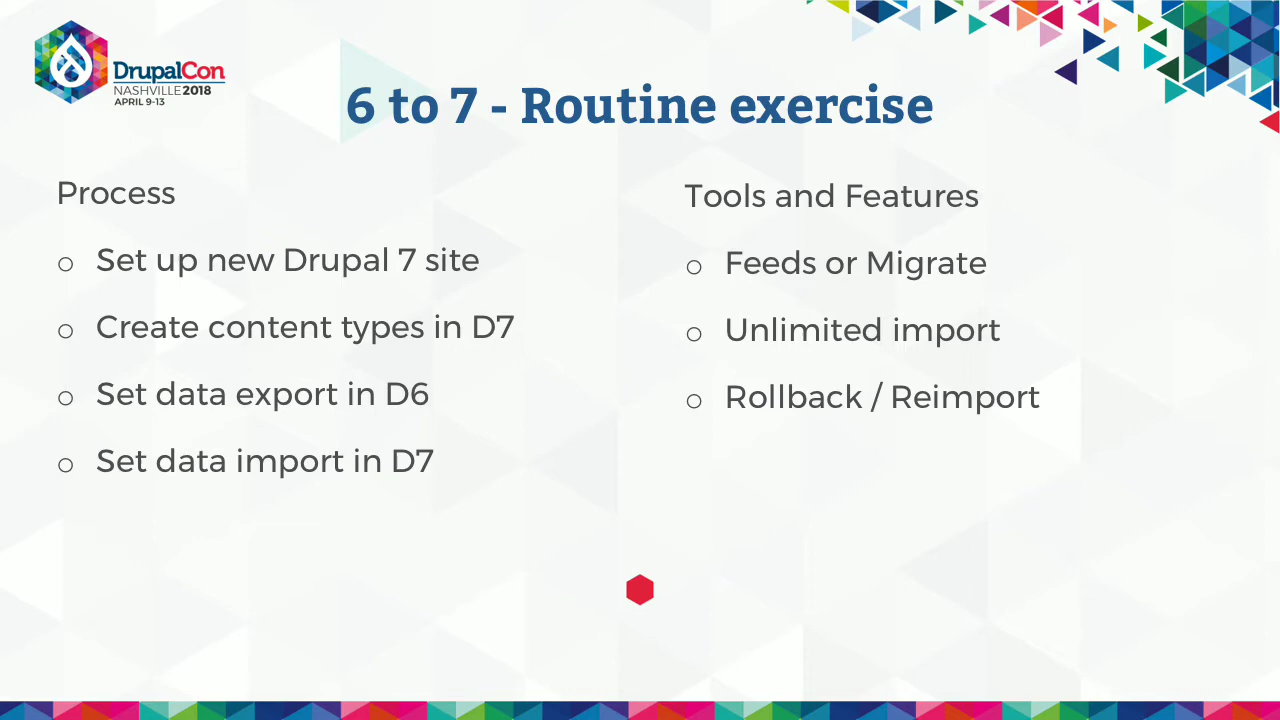 DrupalCon
NASHVILLE 2018
APRIL 9-13
6 to 7 - Routine exercise
Process
o Set up new Drupal 7 site
o Create content types in D7
o Set data export in D6
o Set data import in D7
Tools and Features
o Feeds or Migrate
o Unlimited import
o Rollback / Reimport